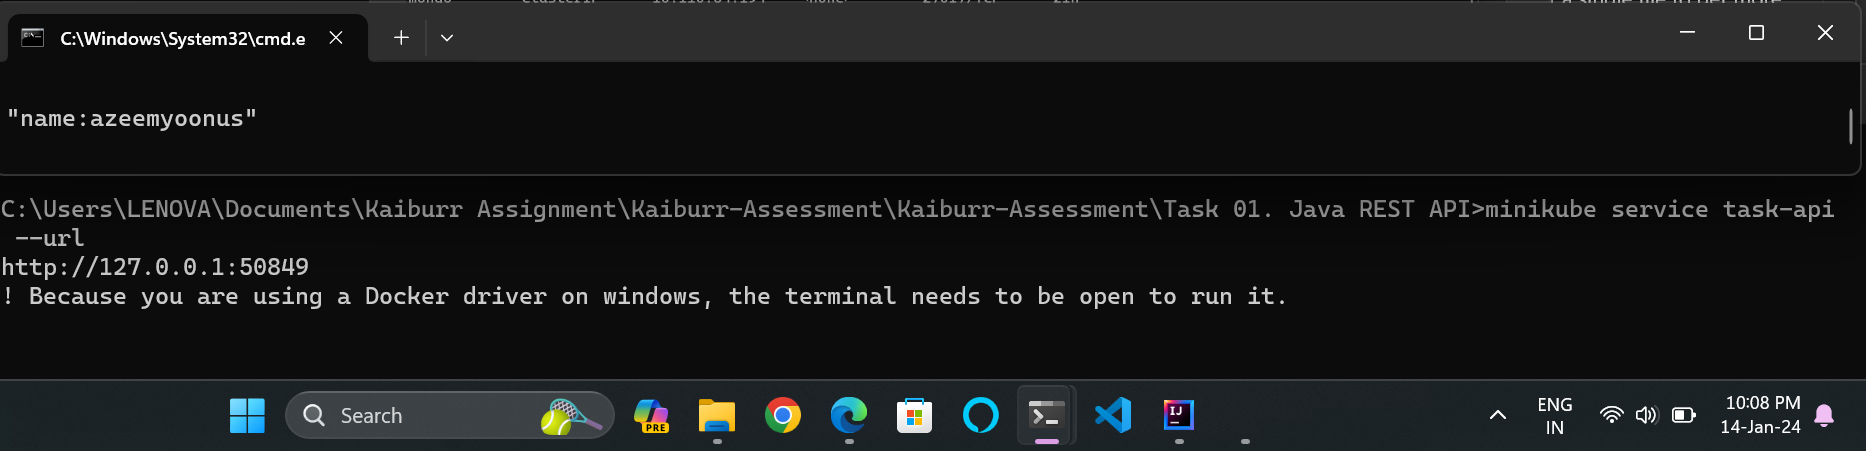 C:\Windows\System32\cmd.e
"name:azeemyoonus"
C:\Users\LENOVA\Documents\Kaiburr Assignment\Kaiburr-Assessment\Kaiburr-Assessment\Task 01. Java REST API>minikube service task-api
--url
http://127.0.0.1:50849
! Because you are using a Docker driver on windows, the terminal needs to be open to run it.
Search
PRE
IJ
ENG
IN
10:08 PM
14-Jan-24